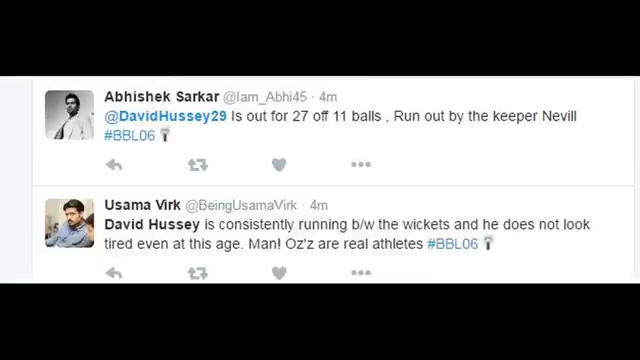 Abhishek Sarkar @Iam_Abhi45 · 4m
@DavidHussey29 Is out for 27 off 11 balls , Run out by the keeper Nevill
#BBL06
Usama Virk @BeingUsamaVirk · 4m
David Hussey is consistently running b/w the wickets and he does not look
tired even at this age. Man! Oz'z are real athletes #BBL06